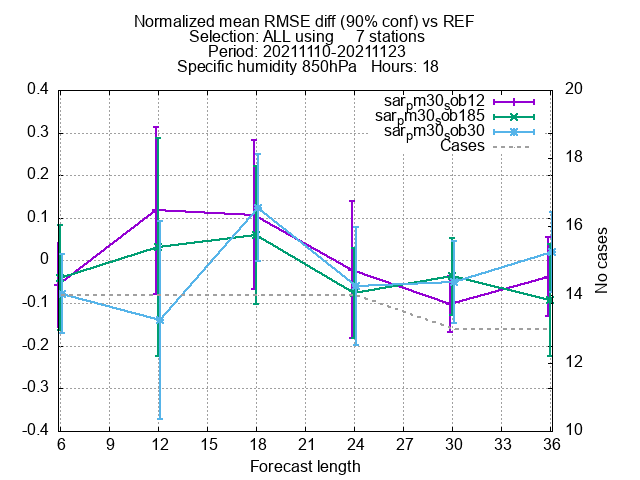 Normalized mean RMSE diff (90% conf) vs REF
Selection: ALL using 7 stations
Period: 20211110-20211123
Specific humidity 850hPa Hours: 18
0.4
0.3
0.2
0.1
0
-0.1
-0.2
-0.3
-0.4
20
18
16
14
12
10
No cases
sar_pm30_sob12
sar_pm30_sob185
sar_pm30_sob30
Cases
6 9 12 15 18 21 24 27 30 33 36
Forecast length